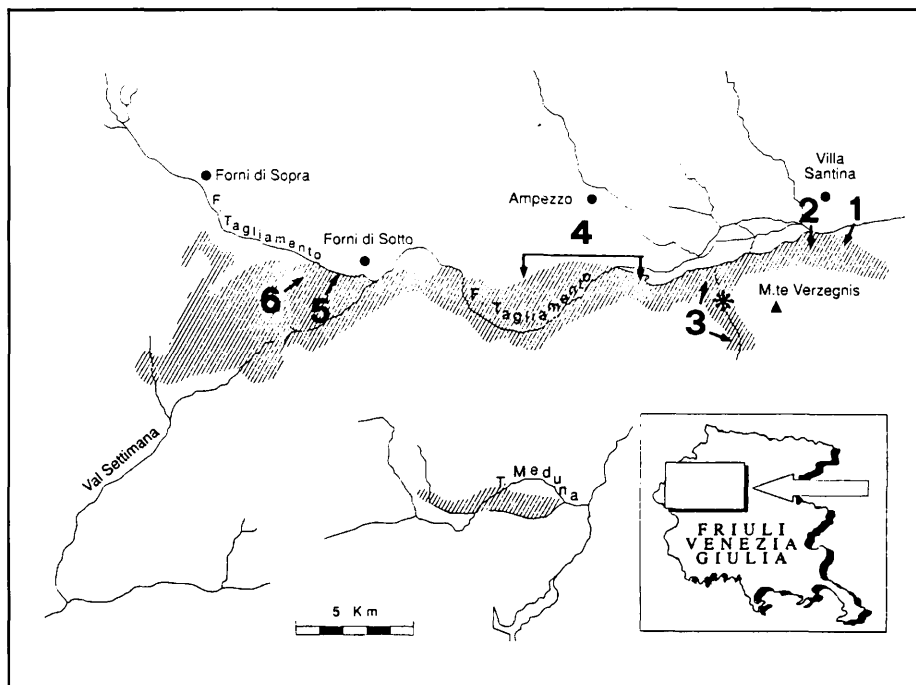 Villa
Santina
Forni di Sopra
2
1
Ampezzo
F. Tagliamento
4
Forni di Sotto
M.te Verzegnis
6
5
F. Tagliamento
3
Val Settimana
T. Meduna
FRIULI
VENEZIA
GIULIA
5 Km